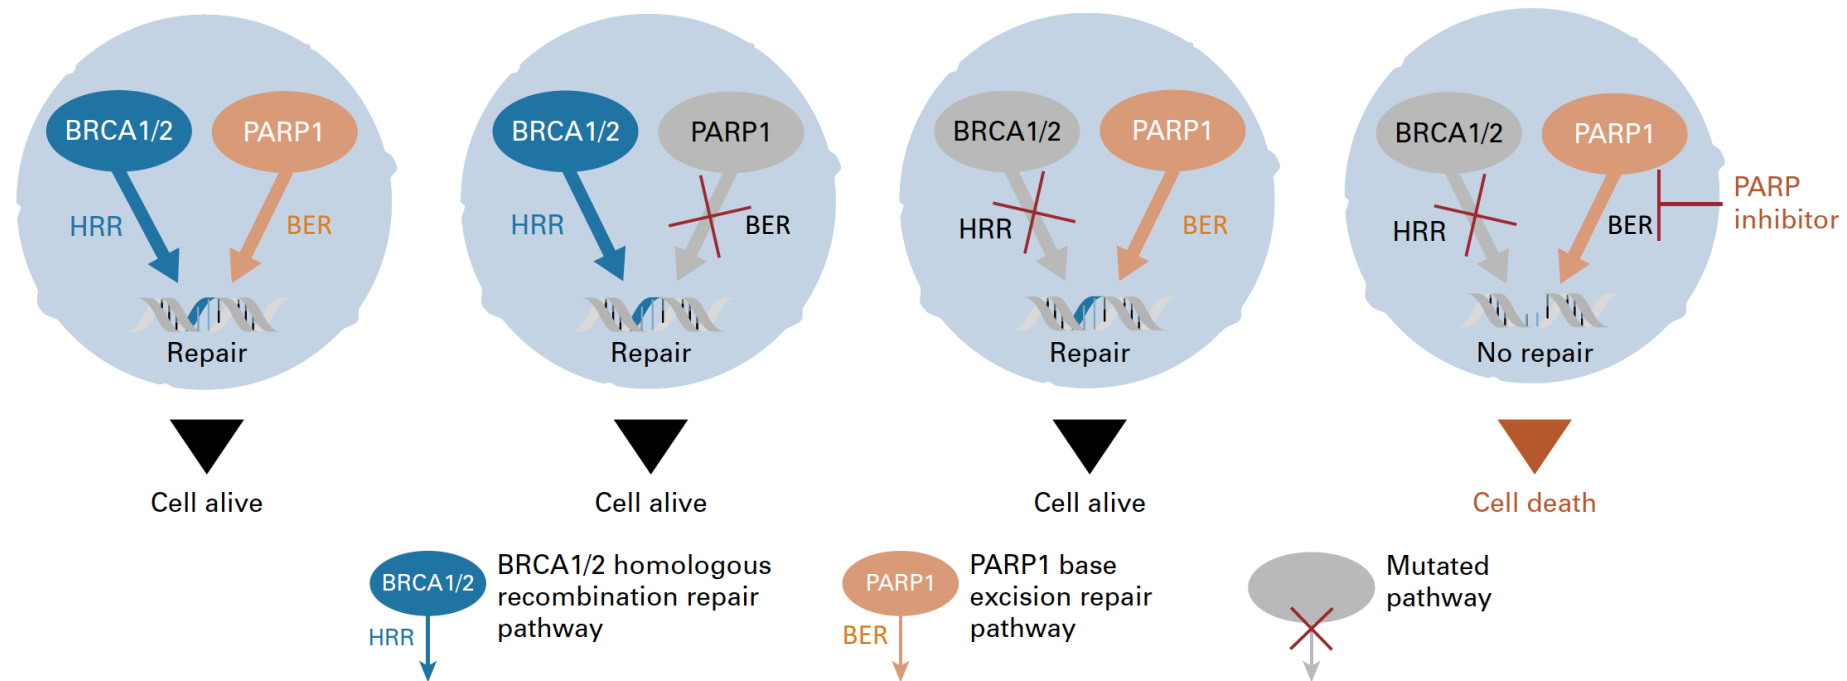 BRCA1/2
PARP1
HRR
BER
Repair
Cell alive
BRCA1/2
PARP1
HRR
BER
Repair
Cell alive
BRCA1/2
PARP1
HRR
BER
Repair
Cell alive
BRCA1/2
PARP1
HRR
BER
PARP
inhibitor
No repair
Cell death
BRCA1/2
HRR
BRCA1/2 homologous
recombination repair
pathway
PARP1
BER
PARP1 base
excision repair
pathway
Mutated
pathway